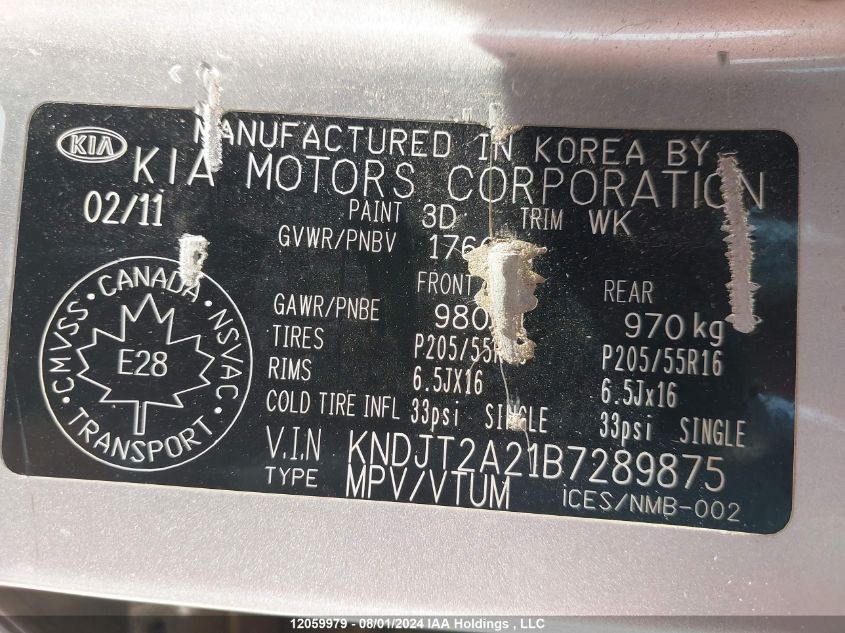 KIA MANUFACTURED IN KOREA BY
KIA MOTORS CORPORATION
02/11 PAINT 3D TRIM WK
GVWR/PNBV
FRONT REAR
GAWR/PNBE 970 kg
TIRES P205/55R16 P205/55R16
RIMS 6.5JX16 6.5Jx16
COLD TIRE INFL 33psi SINGLE 33psi SINGLE
V.I.N KNDJT2A21B7289875
TYPE MPV/VTUM ICES/NMB-002
CANADA
CMVSS · NSVAC
E28
TRANSPORT
12059979 - 08/01/2024 IAA Holdings , LLC